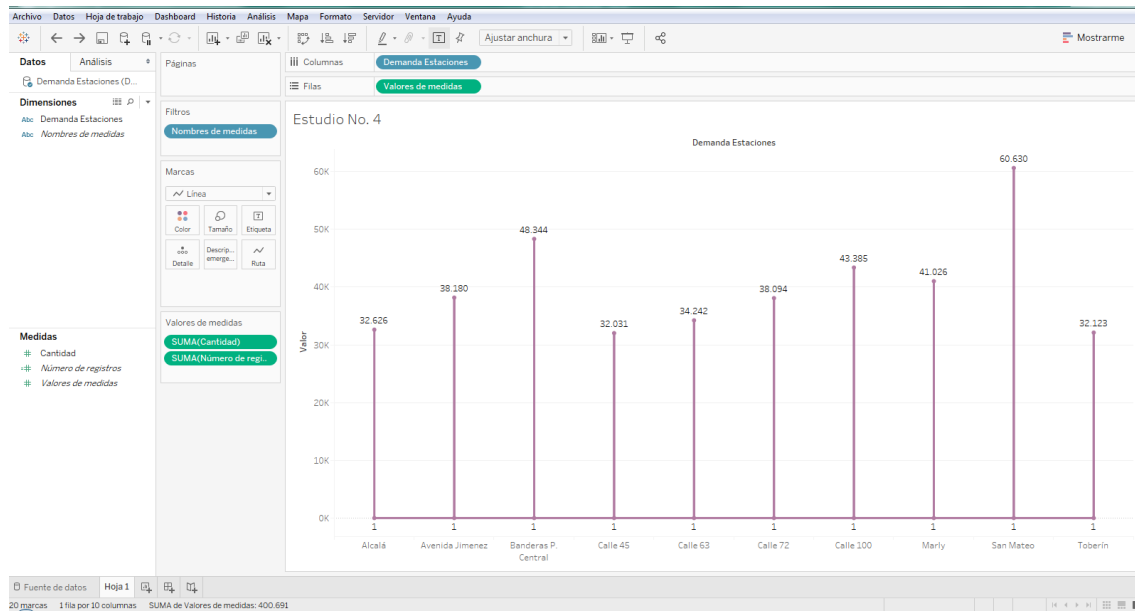 Archivo Datos Hoja de trabajo Dashboard Historia Análisis Mapa Formato Servidor Ventana Ayuda
Ajustar anchura
Mostrarme
Datos Análisis
Demanda Estaciones (D...
Dimensiones
Abc Demanda Estaciones
Abc Nombres de medidas
Medidas
# Cantidad
=# Número de registros
# Valores de medidas
Páginas
Filtros
Nombres de medidas
Marcas
Línea
Color Tamaño Etiqueta
Detalle Descrip... emerge... Ruta
Valores de medidas
SUMA(Cantidad)
SUMA(Número de regi..
Columnas Demanda Estaciones
Filas Valores de medidas
Estudio No. 4
Demanda Estaciones
Valor
60K
50K
40K
30K
20K
10K
0K
32.626 38.180 48.344 32.031 34.242 38.094 43.385 41.026 60.630 32.123
1 1 1 1 1 1 1 1 1 1
Alcalá Avenida Jimenez Banderas P. Central Calle 45 Calle 63 Calle 72 Calle 100 Marly San Mateo Toberín
Fuente de datos Hoja 1
20 marcas 1 fila por 10 columnas SUMA de Valores de medidas: 400.691